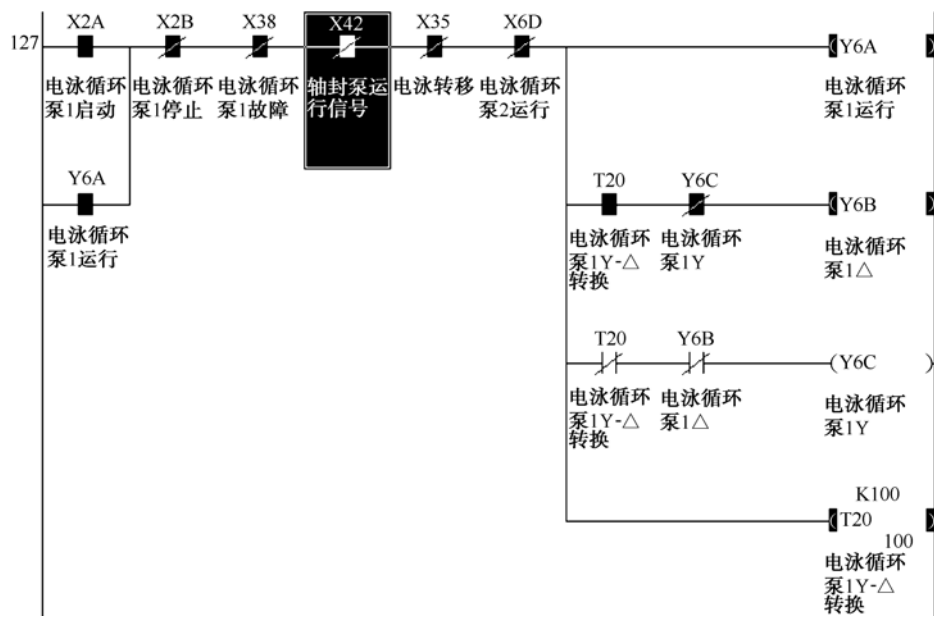 127
X2A X2B X38 X42 X35 X6D
Y6A
电泳循环 电泳循环 电泳循环 轴封泵运 电泳转移 电泳循环 电泳循环
泵1启动 泵1停止 泵1故障 行信号 泵2运行 泵1运行
Y6A T20 Y6C
Y6B
电泳循环 电泳循环 电泳循环 电泳循环
泵1运行 泵1Y-△ 泵1Y 泵1△
转换
T20 Y6B
Y6C
电泳循环 电泳循环 电泳循环
泵1Y-△ 泵1△ 泵1Y
转换
K100
T20
100
电泳循环
泵1Y-△
转换